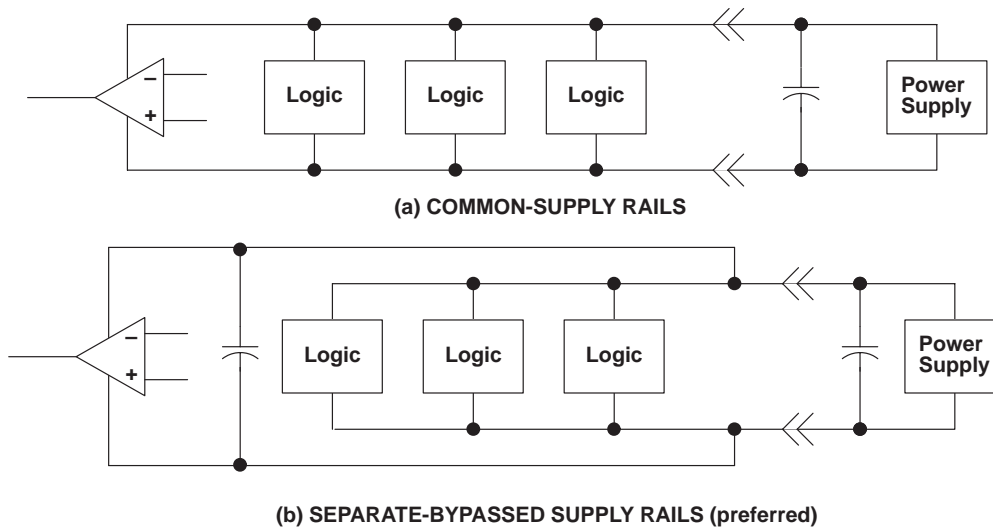 −
+
Logic
Logic
Logic
Power
Supply
(a) COMMON-SUPPLY RAILS
−
+
Logic
Logic
Logic
Power
Supply
(b) SEPARATE-BYPASSED SUPPLY RAILS (preferred)